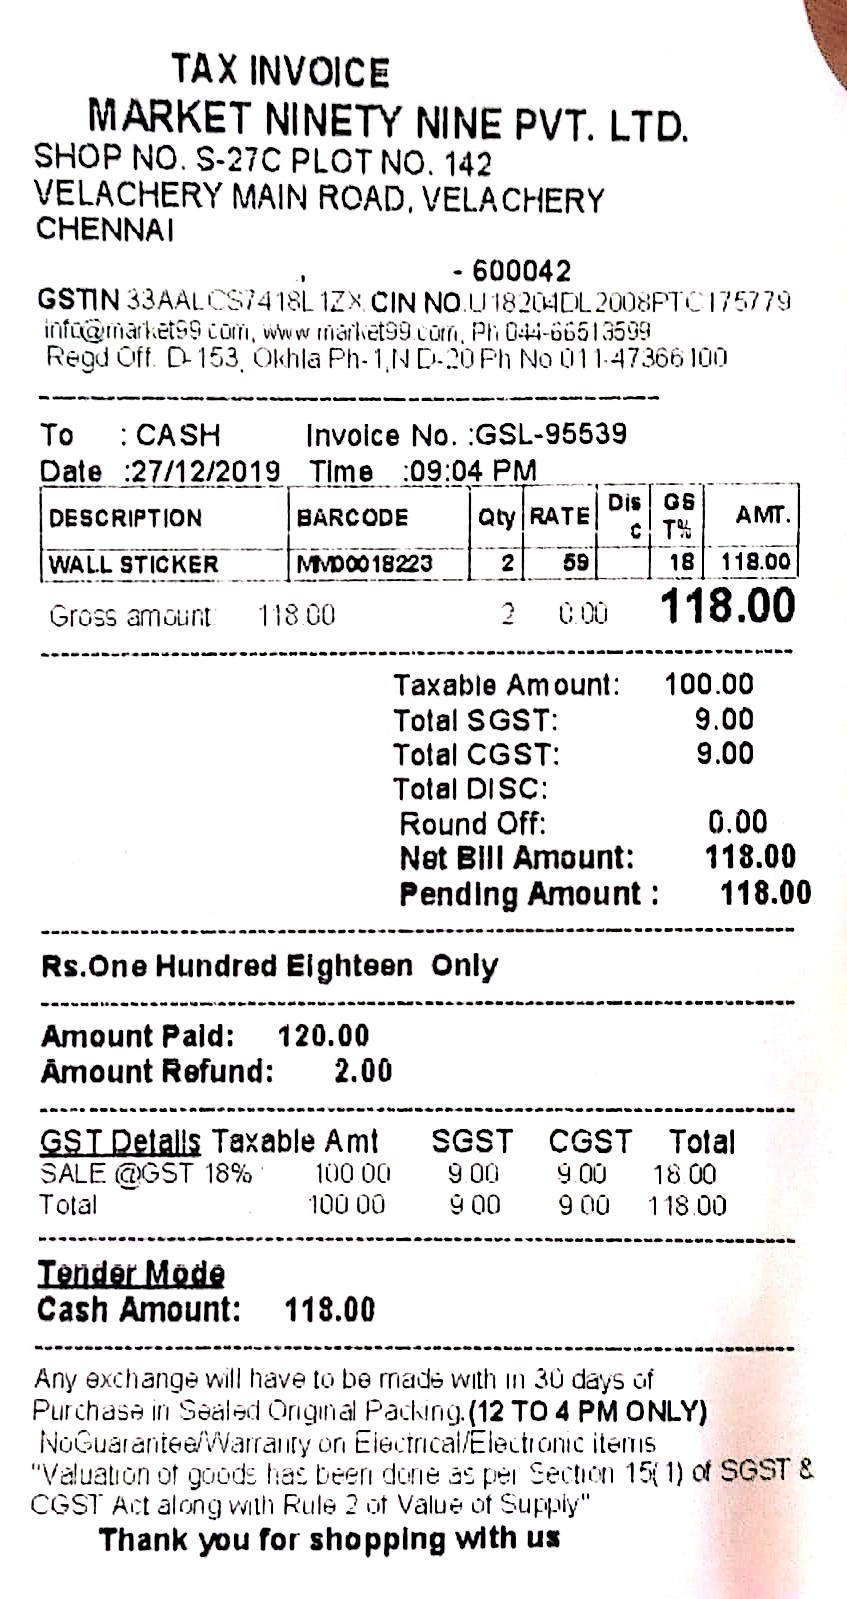 TAX INVOICE
MARKET NINETY NINE PVT. LTD.
SHOP NO. S-27C PLOT NO. 142
VELACHERY MAIN ROAD, VELACHERY
CHENNAI
, - 600042
GSTIN 33AALCS7418L1ZX CIN NO.U18204DL2008PTC175779
info@market99.com, www.market99.com, Ph 044-66513599
Regd Off. D-153, Okhla Ph-1,N D-20 Ph No 011-47366100
To : CASH Invoice No. :GSL-95539
Date :27/12/2019 Time :09:04 PM
DESCRIPTION BARCODE Qty RATE Disc GST% AMT.
WALL STICKER MM00018223 2 59 18 118.00
Gross amount 118.00 2 0.00 118.00
Taxable Amount: 100.00
Total SGST: 9.00
Total CGST: 9.00
Total DISC:
Round Off: 0.00
Net Bill Amount: 118.00
Pending Amount : 118.00
Rs.One Hundred Eighteen Only
Amount Paid: 120.00
Amount Refund: 2.00
GST Details Taxable Amt SGST CGST Total
SALE @GST 18% 100.00 9.00 9.00 18.00
Total 100.00 9.00 9.00 118.00
Tender Mode
Cash Amount: 118.00
Any exchange will have to be made with in 30 days of
Purchase in Sealed Original Packing.(12 TO 4 PM ONLY)
NoGuarantee/Warranty on Electrical/Electronic items
"Valuation of goods has been done as per Section 15(1) of SGST &
CGST Act along with Rule 2 of Value of Supply"
Thank you for shopping with us